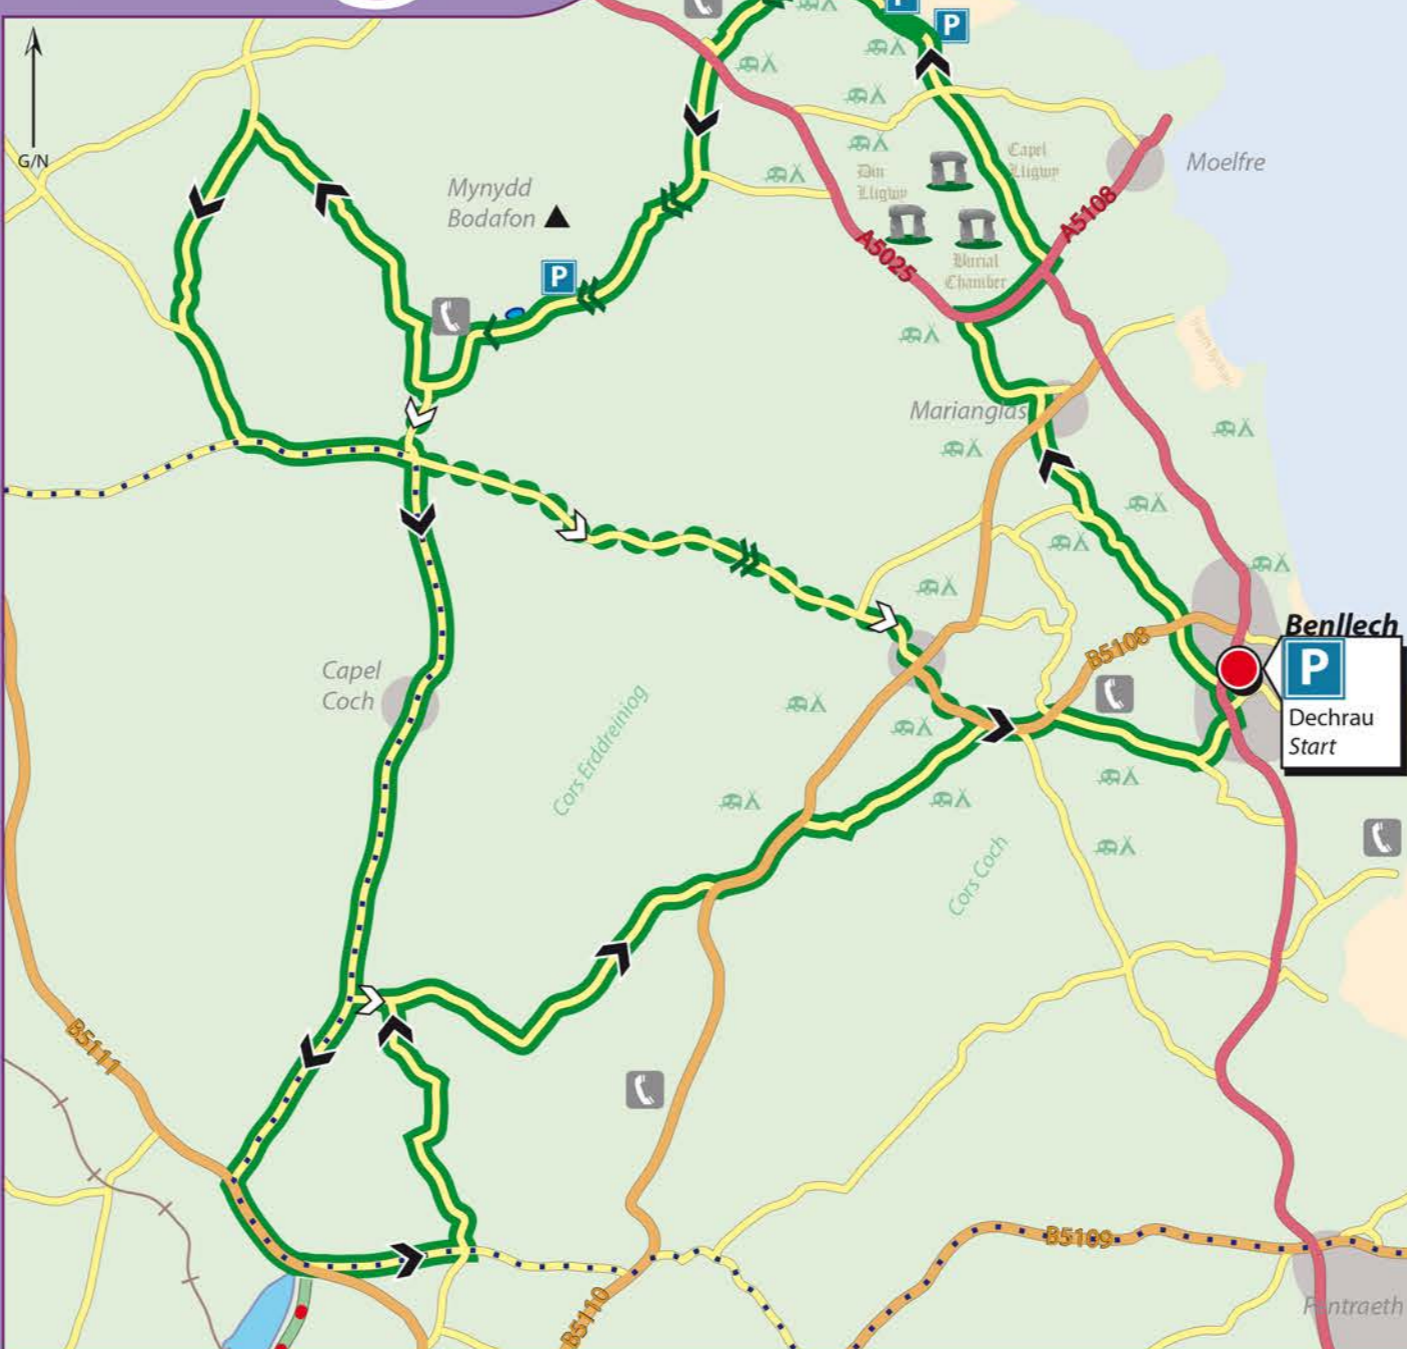 P
P
G/N
Mynydd
Bodafon
P
Din
Lligwy
Capel
Lligwy
Burial
Chamber
Moelfre
A5108
A5025
Marianglas
B5108
Benllech
P
Dechrau
Start
Capel
Coch
Cors Erddreiniog
Cors Coch
B5111
B5109
B5110
Pentraeth